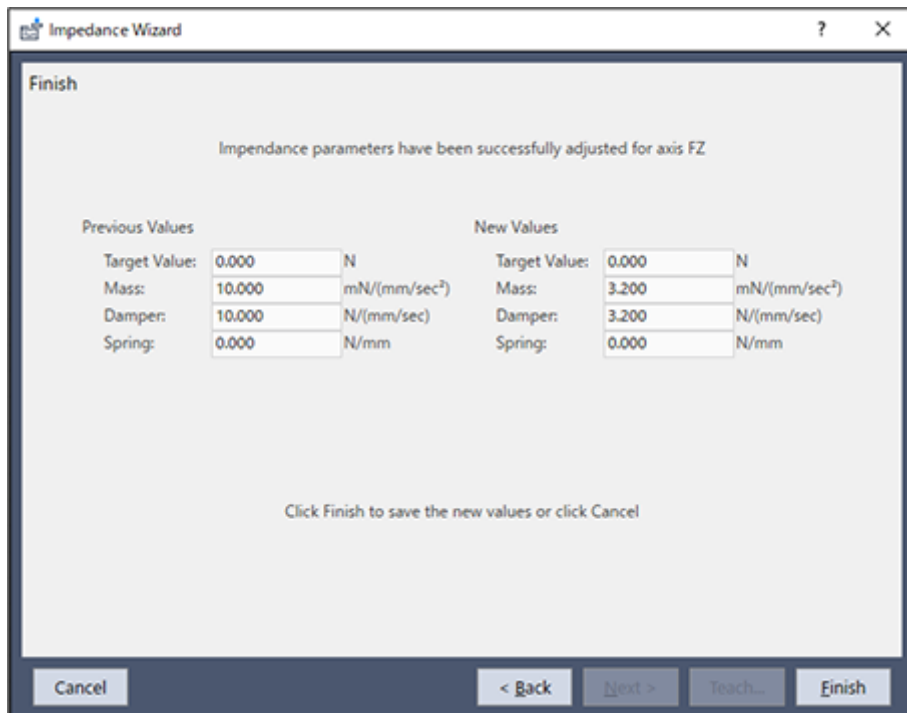 Impedance Wizard ? ×
Finish
Impendance parameters have been successfully adjusted for axis FZ
Previous Values New Values
Target Value: 0.000 N Target Value: 0.000 N
Mass: 10.000 mN/(mm/sec²) Mass: 3.200 mN/(mm/sec²)
Damper: 10.000 N/(mm/sec) Damper: 3.200 N/(mm/sec)
Spring: 0.000 N/mm Spring: 0.000 N/mm
Click Finish to save the new values or click Cancel
Cancel < Back Next > Teach... Finish